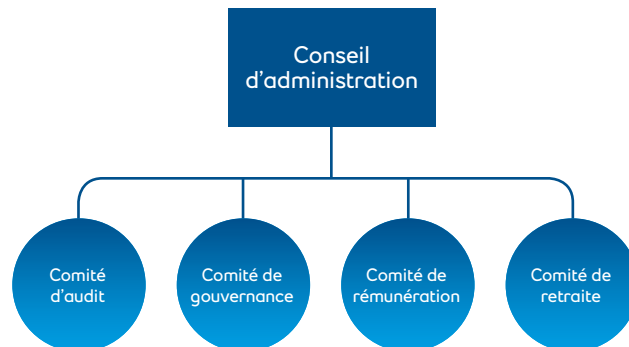 Conseil
d’administration
Comité
d’audit
Comité de
gouvernance
Comité de
rémunération
Comité de
retraite